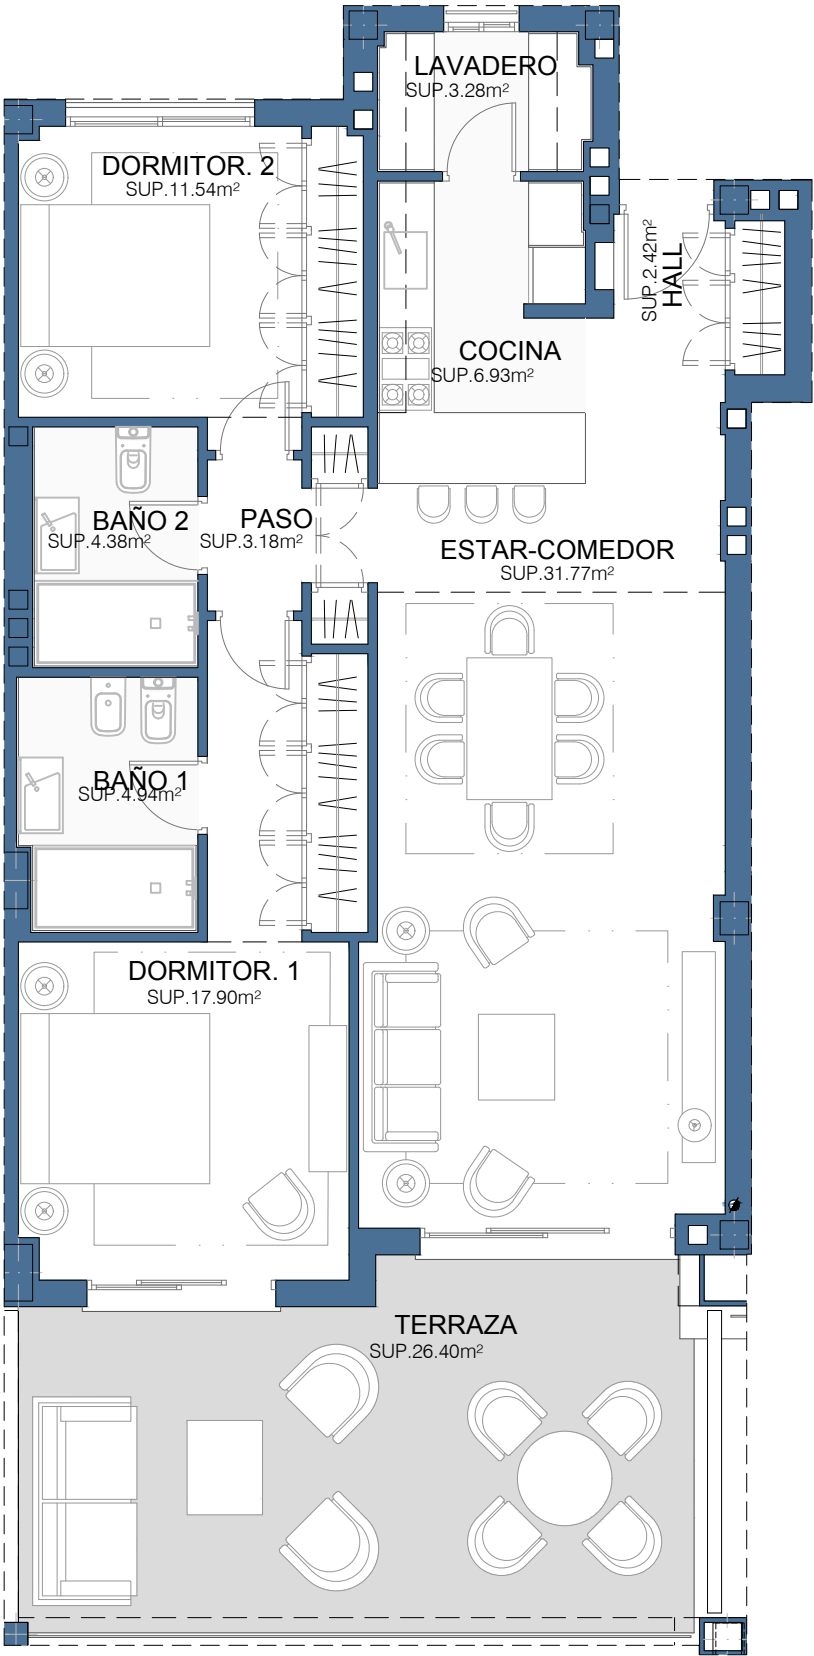 LAVADERO
SUP.3.28m²
DORMITOR. 2
SUP.11.54m²
HALL
SUP.2.42m²
COCINA
SUP.6.93m²
BAÑO 2
SUP.4.38m²
PASO
SUP.3.18m²
ESTAR-COMEDOR
SUP.31.77m²
BAÑO 1
SUP.4.94m²
DORMITOR. 1
SUP.17.90m²
TERRAZA
SUP.26.40m²